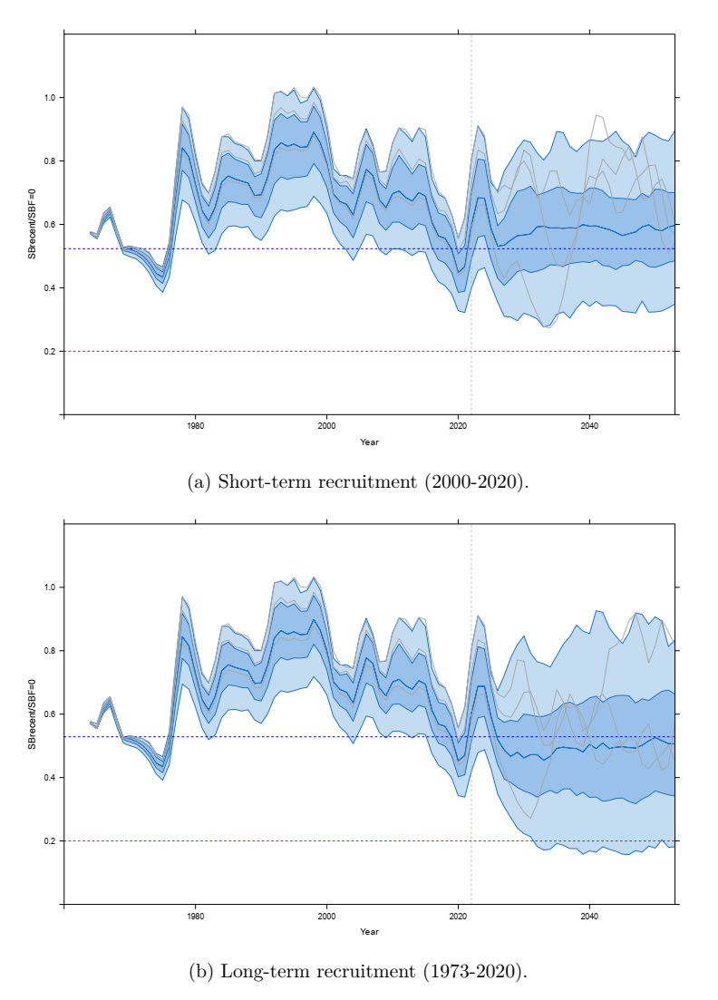 1.0
0.8
0.6
0.4
0.2
SBrecent/SBF=0
1980 2000 2020 2040
Year
(a) Short-term recruitment (2000-2020).
1.0
0.8
0.6
0.4
0.2
SBrecent/SBF=0
1980 2000 2020 2040
Year
(b) Long-term recruitment (1973-2020).